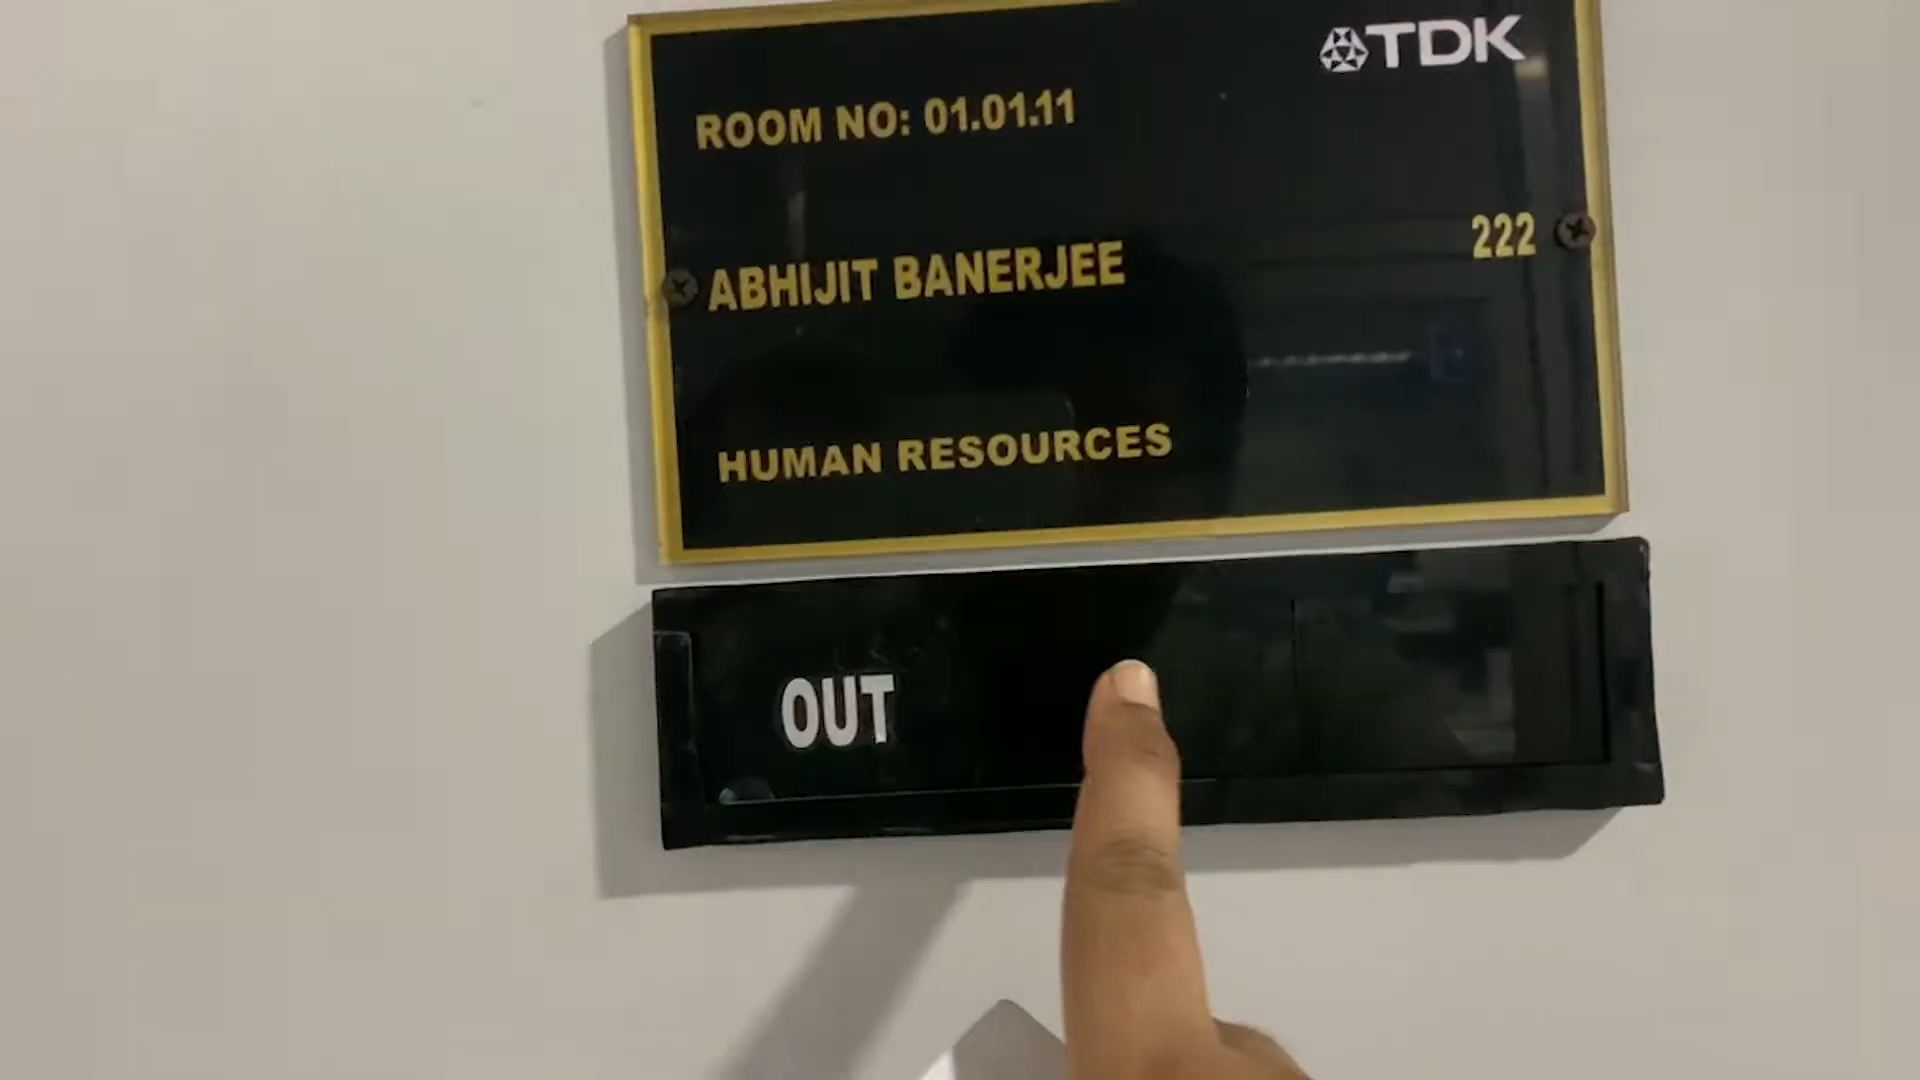 TDK
ROOM NO: 01.01.11
ABHIJIT BANERJEE 222
HUMAN RESOURCES
OUT